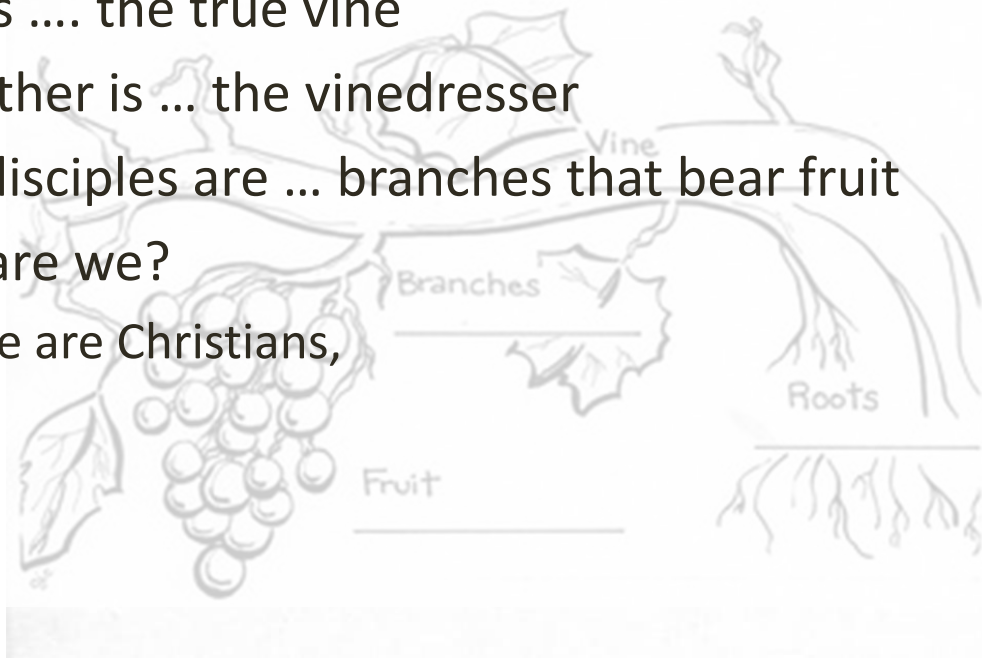 s .... the true vine
ther is ... the vinedresser
Vine
disciples are ... branches that bear fruit
are we?
Branches
e are Christians,
Roots
Fruit